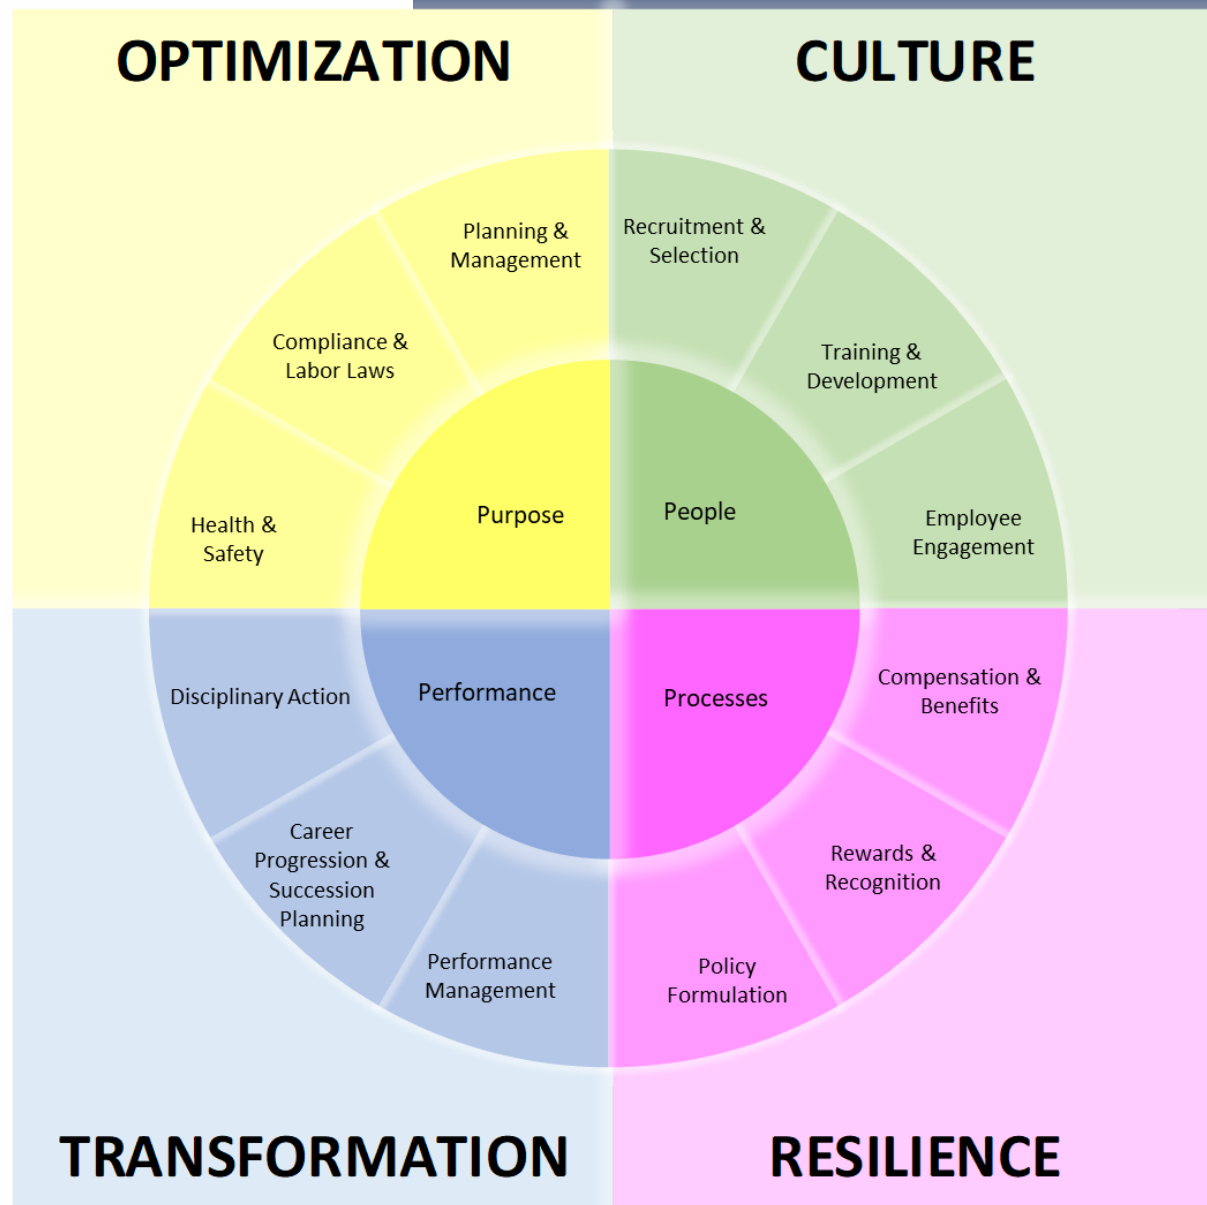 OPTIMIZATION
CULTURE
Planning &
Management
Recruitment &
Selection
Compliance &
Labor Laws
Training &
Development
Health &
Safety
Purpose
People
Employee
Engagement
Disciplinary Action
Performance
Processes
Compensation &
Benefits
Career
Progression &
Succession
Planning
Rewards &
Recognition
Performance
Management
Policy
Formulation
TRANSFORMATION
RESILIENCE